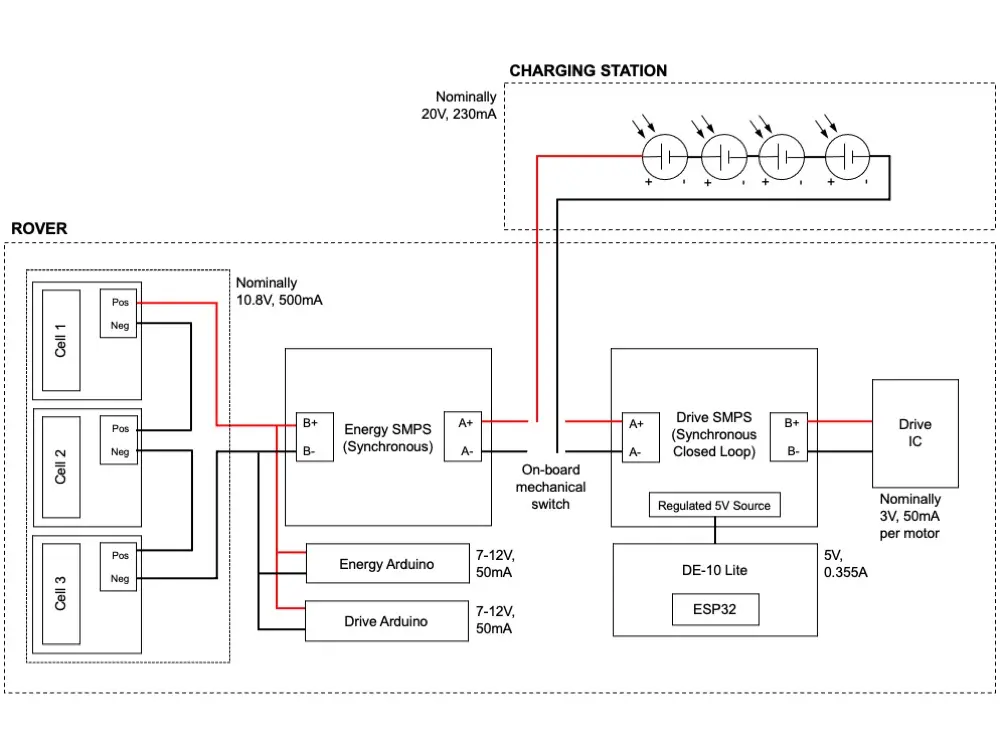 CHARGING STATION
Nominally
20V, 230mA
+ - + - + - + -
ROVER
Nominally
10.8V, 500mA
Cell 1
Pos
Neg
Cell 2
Pos
Neg
Cell 3
Pos
Neg
B+
B-
Energy SMPS
(Synchronous)
A+
A-
On-board
mechanical
switch
A+
A-
Drive SMPS
(Synchronous
Closed Loop)
B+
B-
Regulated 5V Source
Drive
IC
Nominally
3V, 50mA
per motor
Energy Arduino
7-12V,
50mA
Drive Arduino
7-12V,
50mA
DE-10 Lite
ESP32
5V,
0.355A